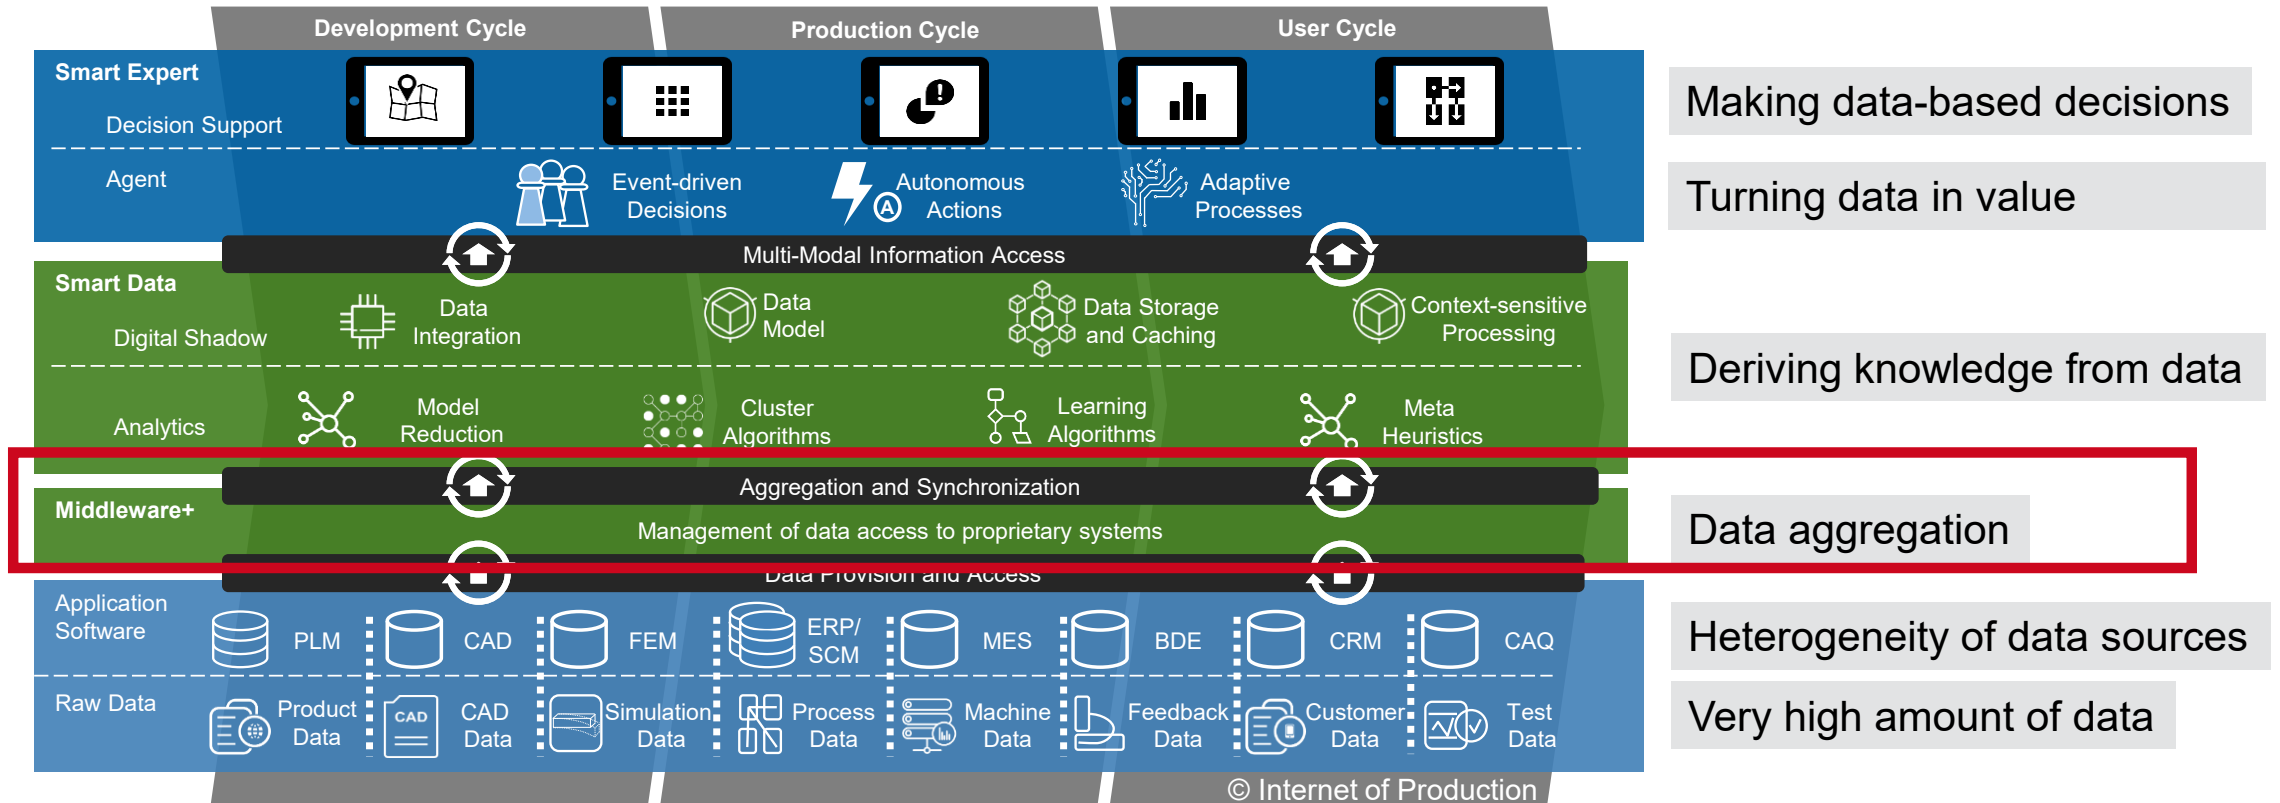 Development Cycle
Production Cycle
User Cycle
Smart Expert
Decision Support
Making data-based decisions
Agent
Event-driven
Decisions
A
Autonomous
Actions
Adaptive
Processes
Turning data in value
Multi-Modal Information Access
Smart Data
Digital Shadow
Data
Integration
Data
Model
Data Storage
and Caching
Context-sensitive
Processing
Deriving knowledge from data
Analytics
Model
Reduction
Cluster
Algorithms
Learning
Algorithms
Meta
Heuristics
Aggregation and Synchronization
Middleware+
Management of data access to proprietary systems
Data aggregation
Data Provision and Access
Application
Software
PLM
CAD
FEM
ERP/
SCM
MES
BDE
CRM
CAQ
Heterogeneity of data sources
Raw Data
Product
Data
CAD
CAD
Data
Simulation
Data
Process
Data
Machine
Data
Feedback
Data
Customer
Data
Test
Data
Very high amount of data
© Internet of Production